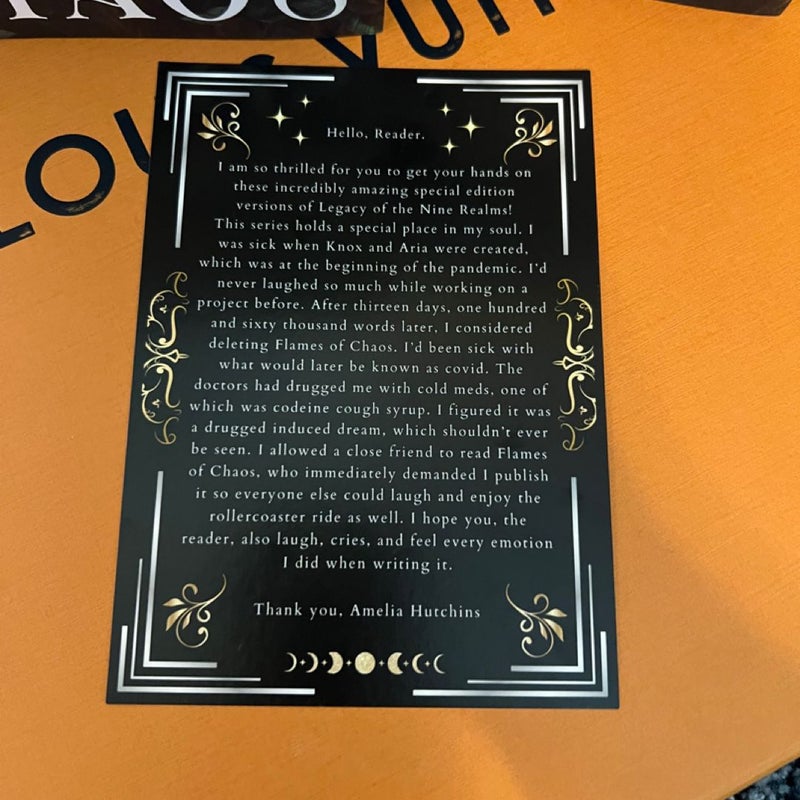 HAOS
LOUIS VUIT
Hello, Reader.
I am so thrilled for you to get your hands on
these incredibly amazing special edition
versions of Legacy of the Nine Realms!
This series holds a special place in my soul. I
was sick when Knox and Aria were created,
which was at the beginning of the pandemic. I'd
never laughed so much while working on a
project before. After thirteen days, one hundred
and sixty thousand words later, I considered
deleting Flames of Chaos. I'd been sick with
what would later be known as covid. The
doctors had drugged me with cold meds, one of
which was codeine cough syrup. I figured it was
a drugged induced dream, which shouldn't ever
be seen. I allowed a close friend to read Flames
of Chaos, who immediately demanded I publish
it so everyone else could laugh and enjoy the
rollercoaster ride as well. I hope you, the
reader, also laugh, cries, and feel every emotion
I did when writing it.
Thank you, Amelia Hutchins